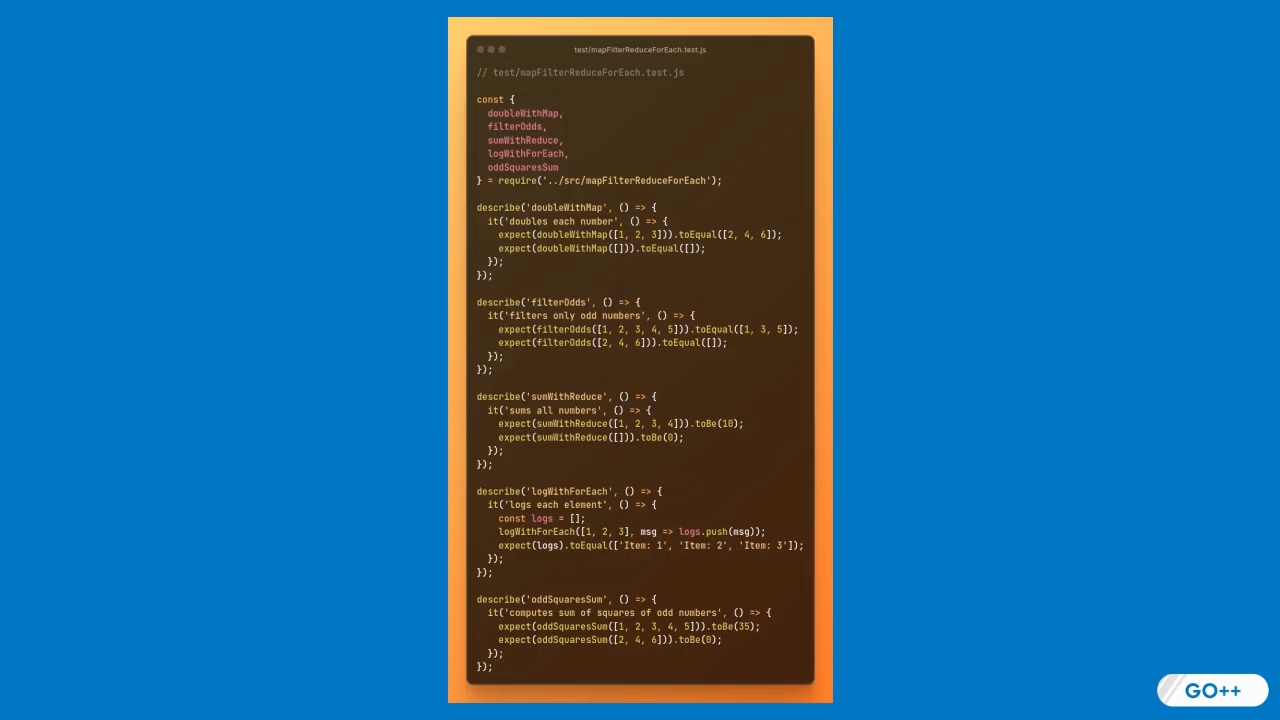 test/mapFilterReduceForEach.test.js
// test/mapFilterReduceForEach.test.js
const {
  doubleWithMap,
  filterOdds,
  sumWithReduce,
  logWithForEach,
  oddSquaresSum
} = require('../src/mapFilterReduceForEach');
describe('doubleWithMap', () => {
  it('doubles each number', () => {
    expect(doubleWithMap([1, 2, 3])).toEqual([2, 4, 6]);
    expect(doubleWithMap([])).toEqual([]);
  });
});
describe('filterOdds', () => {
  it('filters only odd numbers', () => {
    expect(filterOdds([1, 2, 3, 4, 5])).toEqual([1, 3, 5]);
    expect(filterOdds([2, 4, 6])).toEqual([]);
  });
});
describe('sumWithReduce', () => {
  it('sums all numbers', () => {
    expect(sumWithReduce([1, 2, 3, 4])).toBe(10);
    expect(sumWithReduce([])).toBe(0);
  });
});
describe('logWithForEach', () => {
  it('logs each element', () => {
    const logs = [];
    logWithForEach([1, 2, 3], msg => logs.push(msg));
    expect(logs).toEqual(['Item: 1', 'Item: 2', 'Item: 3']);
  });
});
describe('oddSquaresSum', () => {
  it('computes sum of squares of odd numbers', () => {
    expect(oddSquaresSum([1, 2, 3, 4, 5])).toBe(35);
    expect(oddSquaresSum([2, 4, 6])).toBe(0);
  });
});
GO++